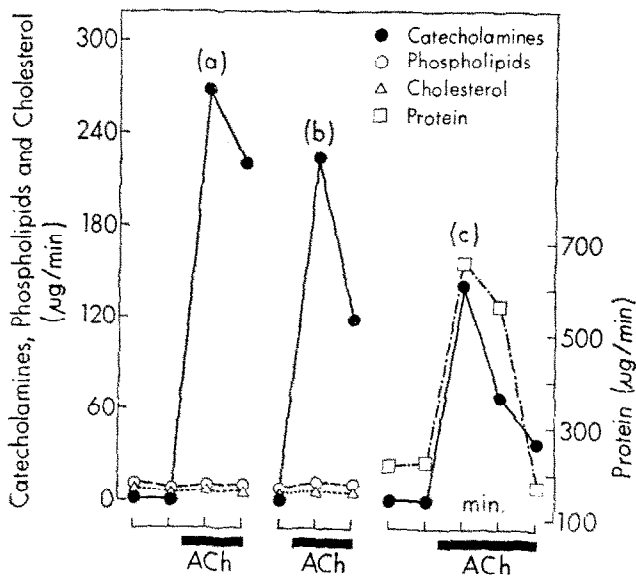 Catecholamines, Phospholipids and Cholesterol
(µg/min)
300
240
180
120
60
0
(a)
(b)
(c)
Catecholamines
Phospholipids
Cholesterol
Protein
700
500
300
100
Protein (µg/min)
min.
ACh
ACh
ACh